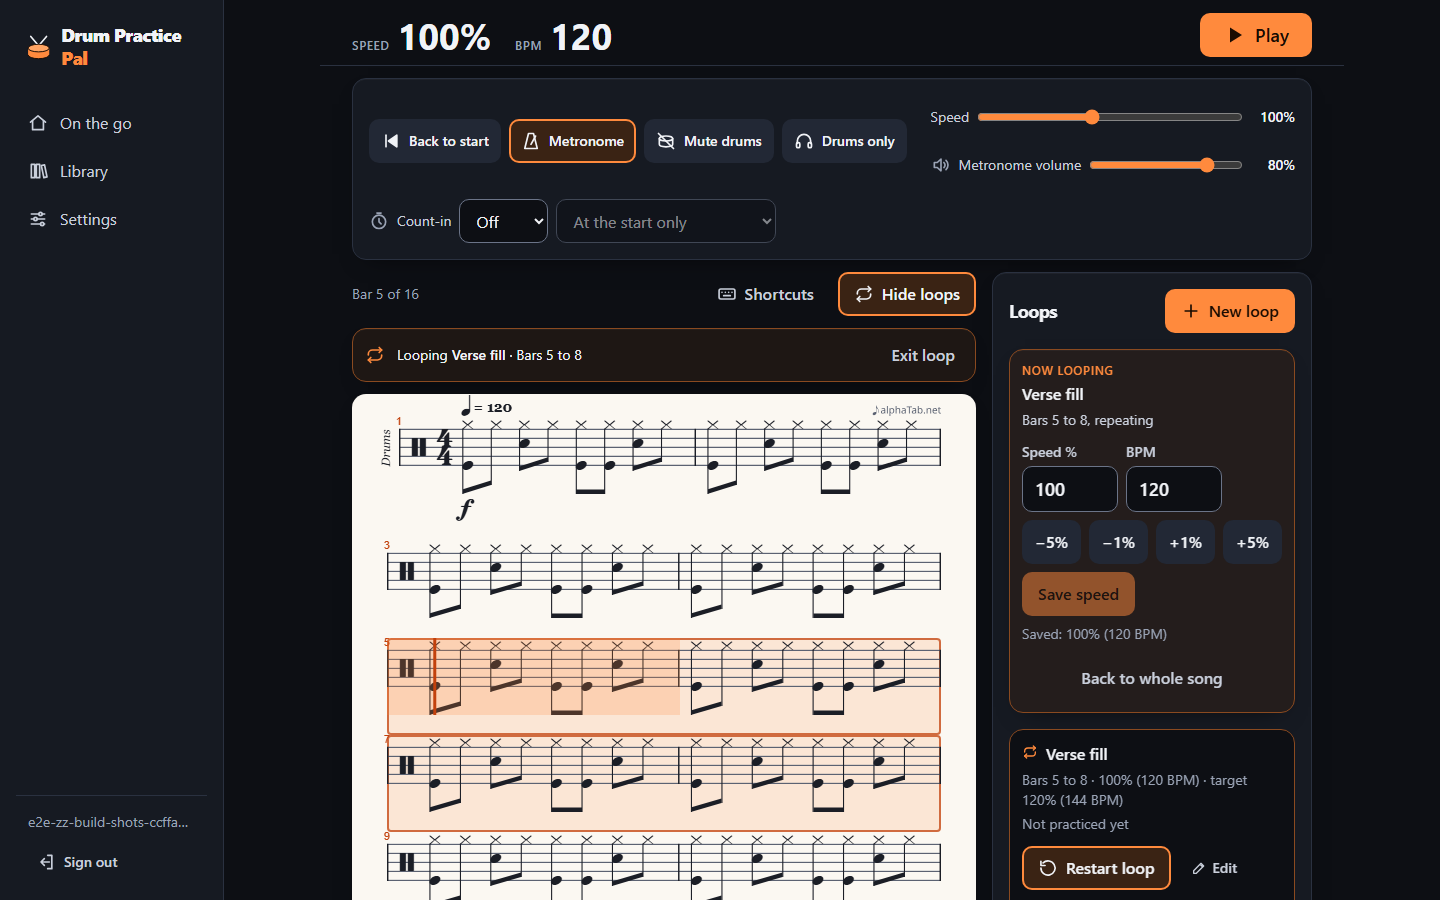 Drum Practice
Pal
On the go
Library
Settings
e2e-zz-build-shots-ccffa...
Sign out
SPEED 100% BPM 120
Play
Back to start
Metronome
Mute drums
Drums only
Speed 100%
Metronome volume 80%
Count-in Off At the start only
Bar 5 of 16
Shortcuts
Hide loops
Looping Verse fill · Bars 5 to 8
Exit loop
= 120
♪alphaTab.net
1
Drums
4
4
f
3
5
7
9
Loops
New loop
NOW LOOPING
Verse fill
Bars 5 to 8, repeating
Speed % BPM
100 120
−5% −1% +1% +5%
Save speed
Saved: 100% (120 BPM)
Back to whole song
Verse fill
Bars 5 to 8 · 100% (120 BPM) · target
120% (144 BPM)
Not practiced yet
Restart loop
Edit